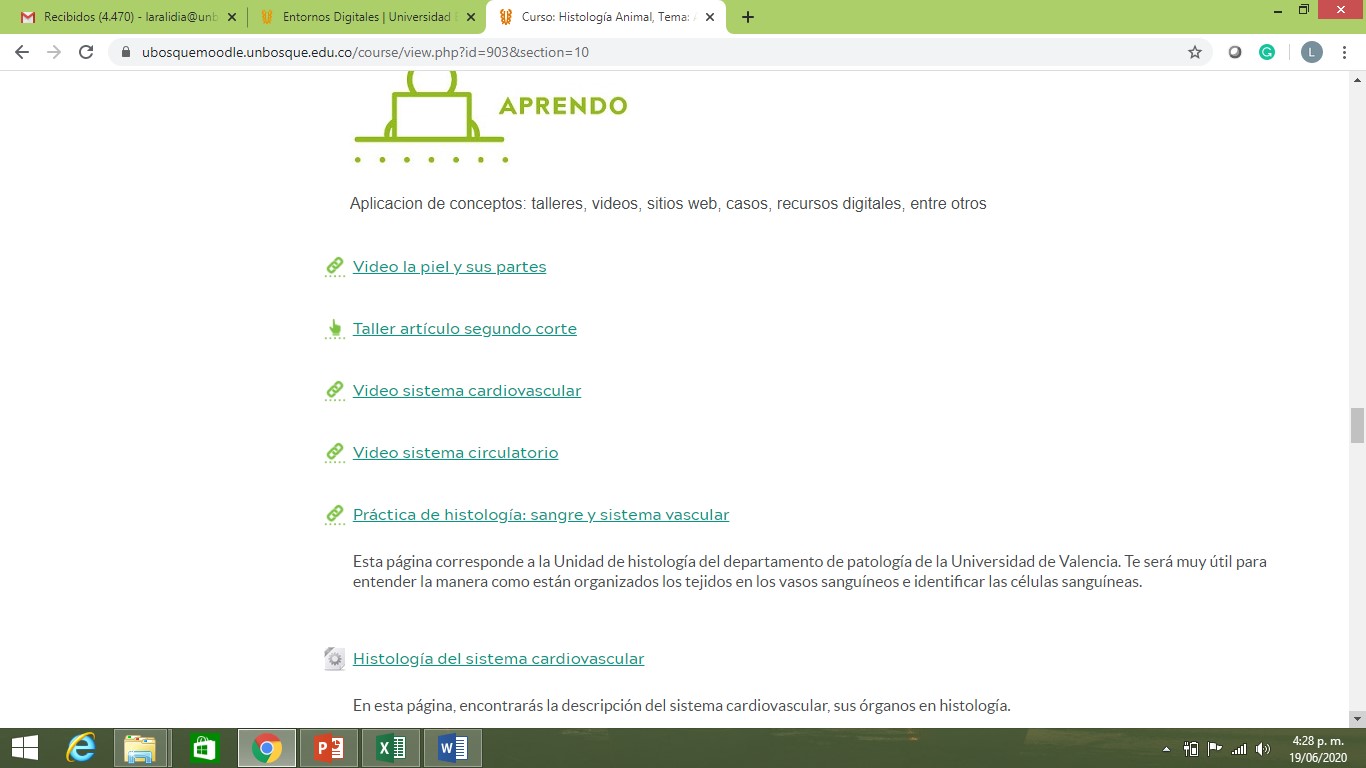 Recibidos (4.470) - laralidia@unb
Entornos Digitales | Universidad
Curso: Histología Animal, Tema:
ubosquemoodle.unbosque.edu.co/course/view.php?id=903&section=10
L
APRENDO
Aplicacion de conceptos: talleres, videos, sitios web, casos, recursos digitales, entre otros
Video la piel y sus partes
Taller artículo segundo corte
Video sistema cardiovascular
Video sistema circulatorio
Práctica de histología: sangre y sistema vascular
Esta página corresponde a la Unidad de histología del departamento de patología de la Universidad de Valencia. Te será muy útil para
entender la manera como están organizados los tejidos en los vasos sanguíneos e identificar las células sanguíneas.
Histología del sistema cardiovascular
En esta página, encontrarás la descripción del sistema cardiovascular, sus órganos en histología.
4:28 p. m.
19/06/2020